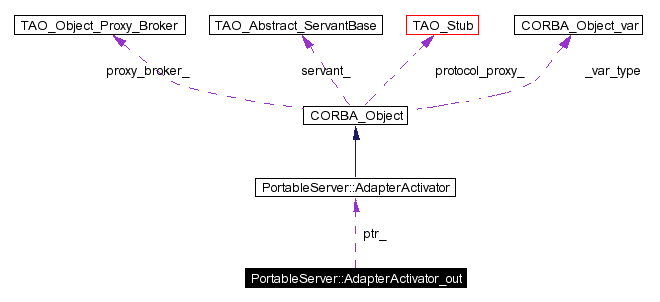 TAO_Object_Proxy_Broker TAO_Abstract_ServantBase TAO_Stub CORBA_Object_var
proxy_broker_ servant_ protocol_proxy_ _var_type
CORBA_Object
PortableServer::AdapterActivator
ptr_
PortableServer::AdapterActivator_out